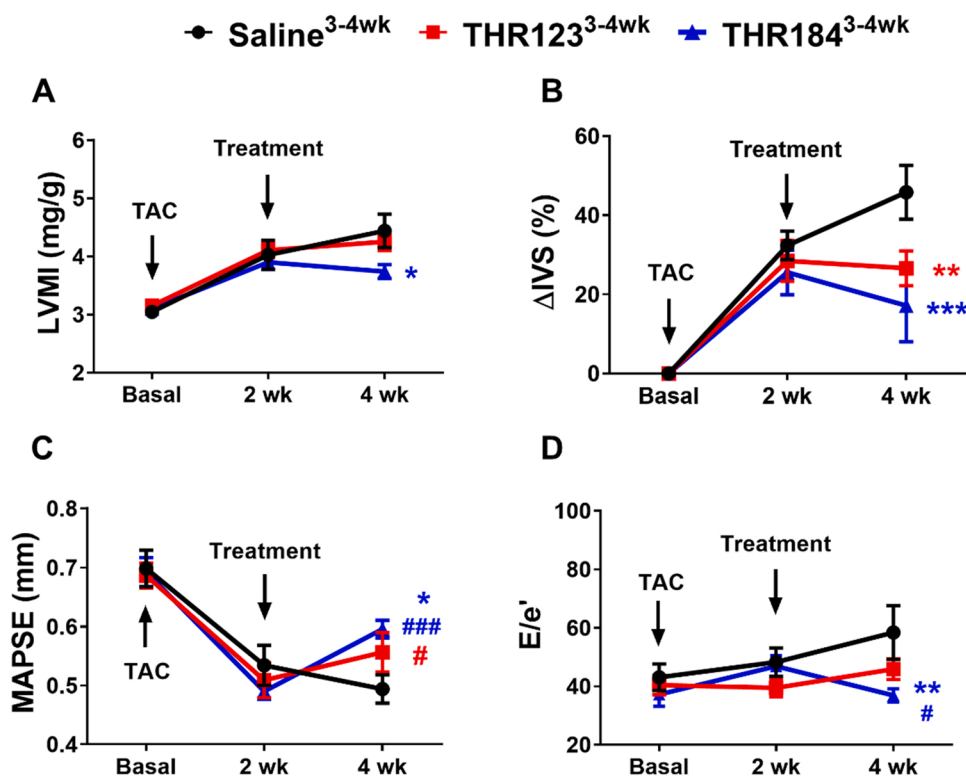 Saline3-4wk THR1233-4wk THR1843-4wk
A
LVMI (mg/g)
6
5
4
3
2
TAC
Treatment
*
Basal 2 wk 4 wk
B
ΔIVS (%)
60
40
20
0
TAC
Treatment
**
***
Basal 2 wk 4 wk
C
MAPSE (mm)
0.8
0.7
0.6
0.5
0.4
TAC
Treatment
*
###
#
Basal 2 wk 4 wk
D
E/e'
100
80
60
40
20
TAC
Treatment
**
#
Basal 2 wk 4 wk